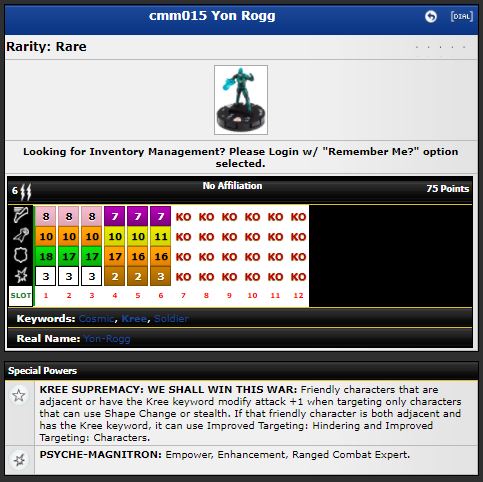 cmm015 Yon Rogg
[DIAL]
Rarity: Rare
Looking for Inventory Management? Please Login w/ "Remember Me?" option
selected.
6 No Affiliation 75 Points
8 8 8 7 7 7 KO KO KO KO KO KO
10 10 10 10 10 11 KO KO KO KO KO KO
18 17 17 17 16 16 KO KO KO KO KO KO
3 3 3 2 2 3 KO KO KO KO KO KO
SLOT 1 2 3 4 5 6 7 8 9 10 11 12
Keywords: Cosmic, Kree, Soldier
Real Name: Yon-Rogg
Special Powers
KREE SUPREMACY: WE SHALL WIN THIS WAR: Friendly characters that are
adjacent or have the Kree keyword modify attack +1 when targeting only characters
that can use Shape Change or stealth. If that friendly character is both adjacent and
has the Kree keyword, it can use Improved Targeting: Hindering and Improved
Targeting: Characters.
PSYCHE-MAGNITRON: Empower, Enhancement, Ranged Combat Expert.